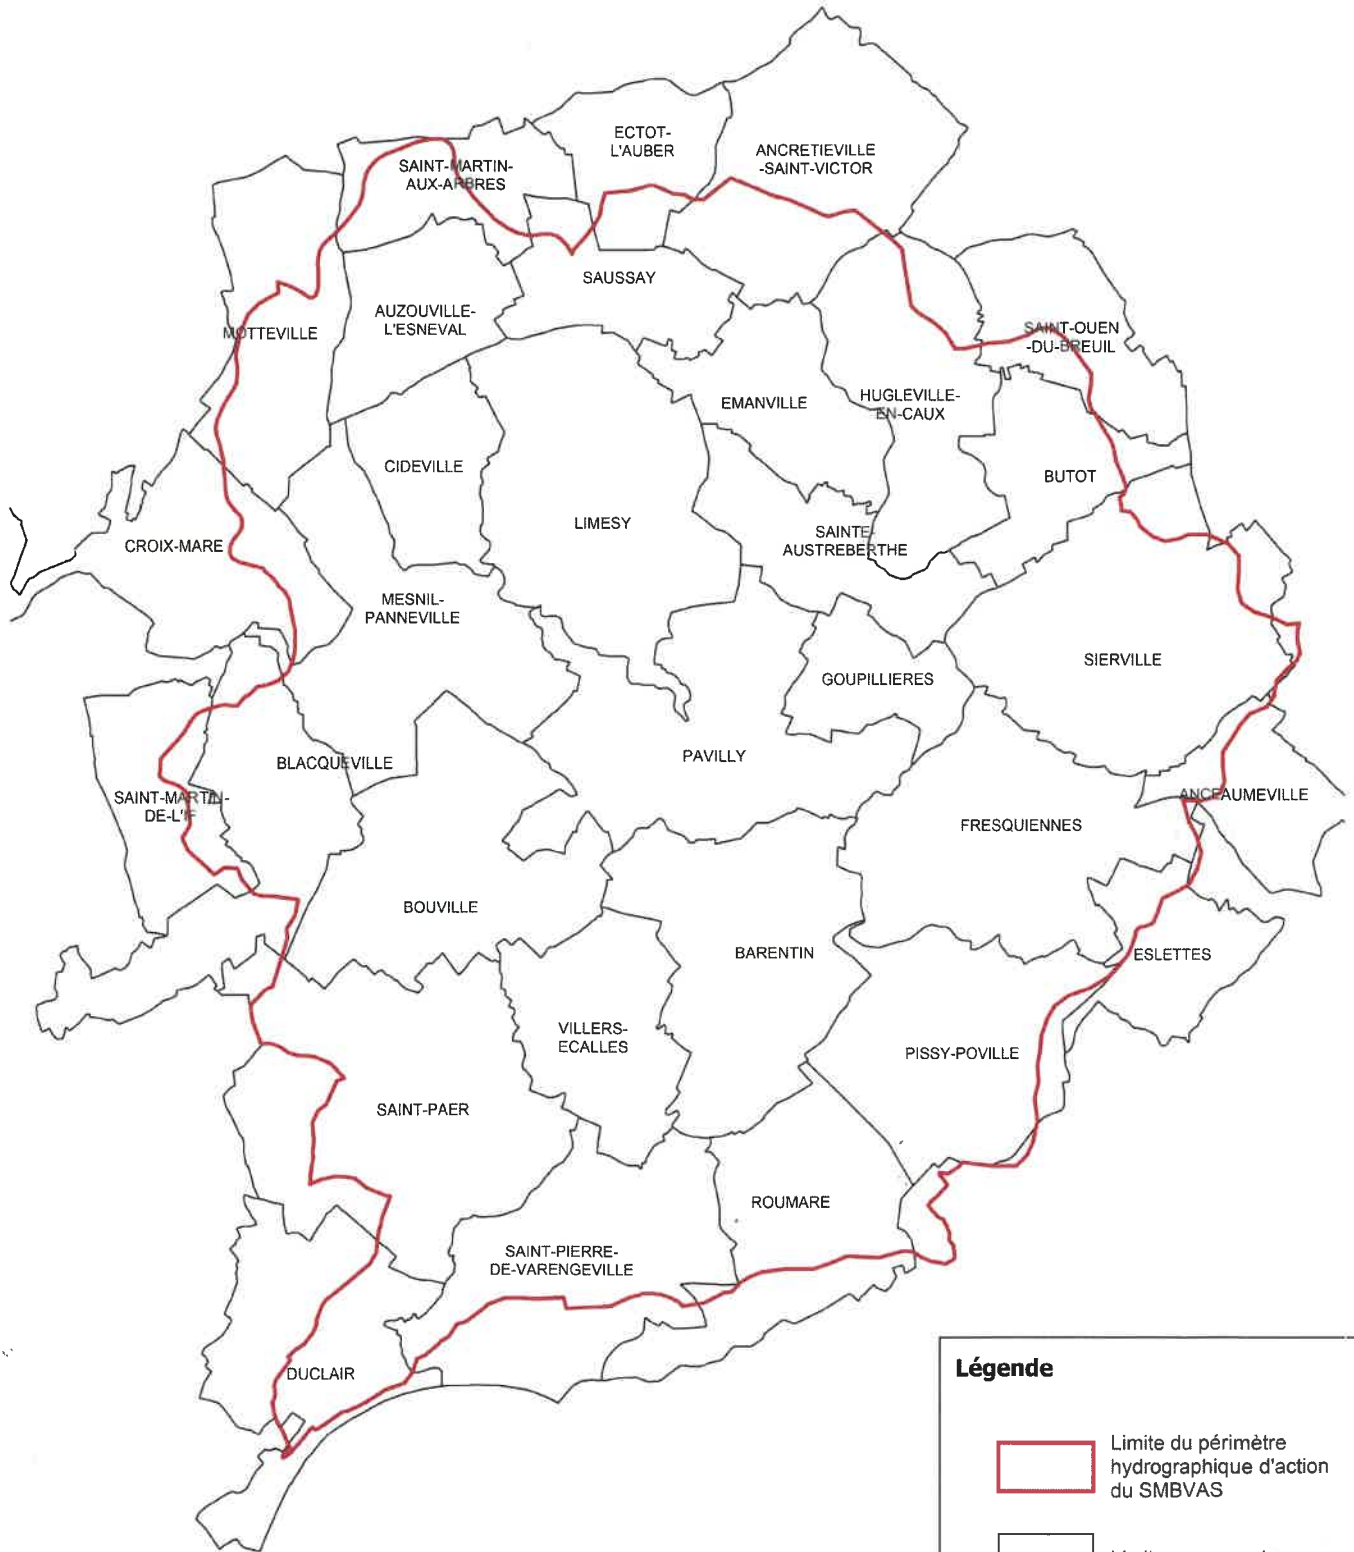 ECTOT-
L'AUBER
ANCRETIEVILLE
-SAINT-VICTOR
SAINT-MARTIN-
AUX-ARBRES
SAUSSAY
AUZOUVILLE-
L'ESNEVAL
MOTTEVILLE
SAINT-OUEN
-DU-BREUIL
EMANVILLE
HUGLEVILLE-
EN-CAUX
CIDEVILLE
BUTOT
LIMESY
SAINTE-
AUSTREBERTHE
CROIX-MARE
MESNIL-
PANNEVILLE
SIERVILLE
GOUPILLIERES
PAVILLY
BLACQUEVILLE
SAINT-MARTIN-
DE-L'IF
ANCEAUMEVILLE
FRESQUIENNES
BOUVILLE
BARENTIN
ESLETTES
VILLERS-
ECALLES
PISSY-POVILLE
SAINT-PAER
ROUMARE
SAINT-PIERRE-
DE-VARENGEVILLE
DUCLAIR
Légende
Limite du périmètre
hydrographique d'action
du SMBVAS